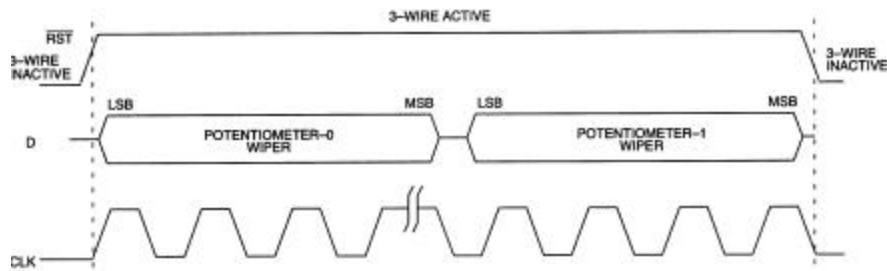 3–WIRE ACTIVE
RST
3–WIRE
INACTIVE
3–WIRE
INACTIVE
LSB
MSB
LSB
MSB
D
POTENTIOMETER–0
WIPER
POTENTIOMETER–1
WIPER
CLK